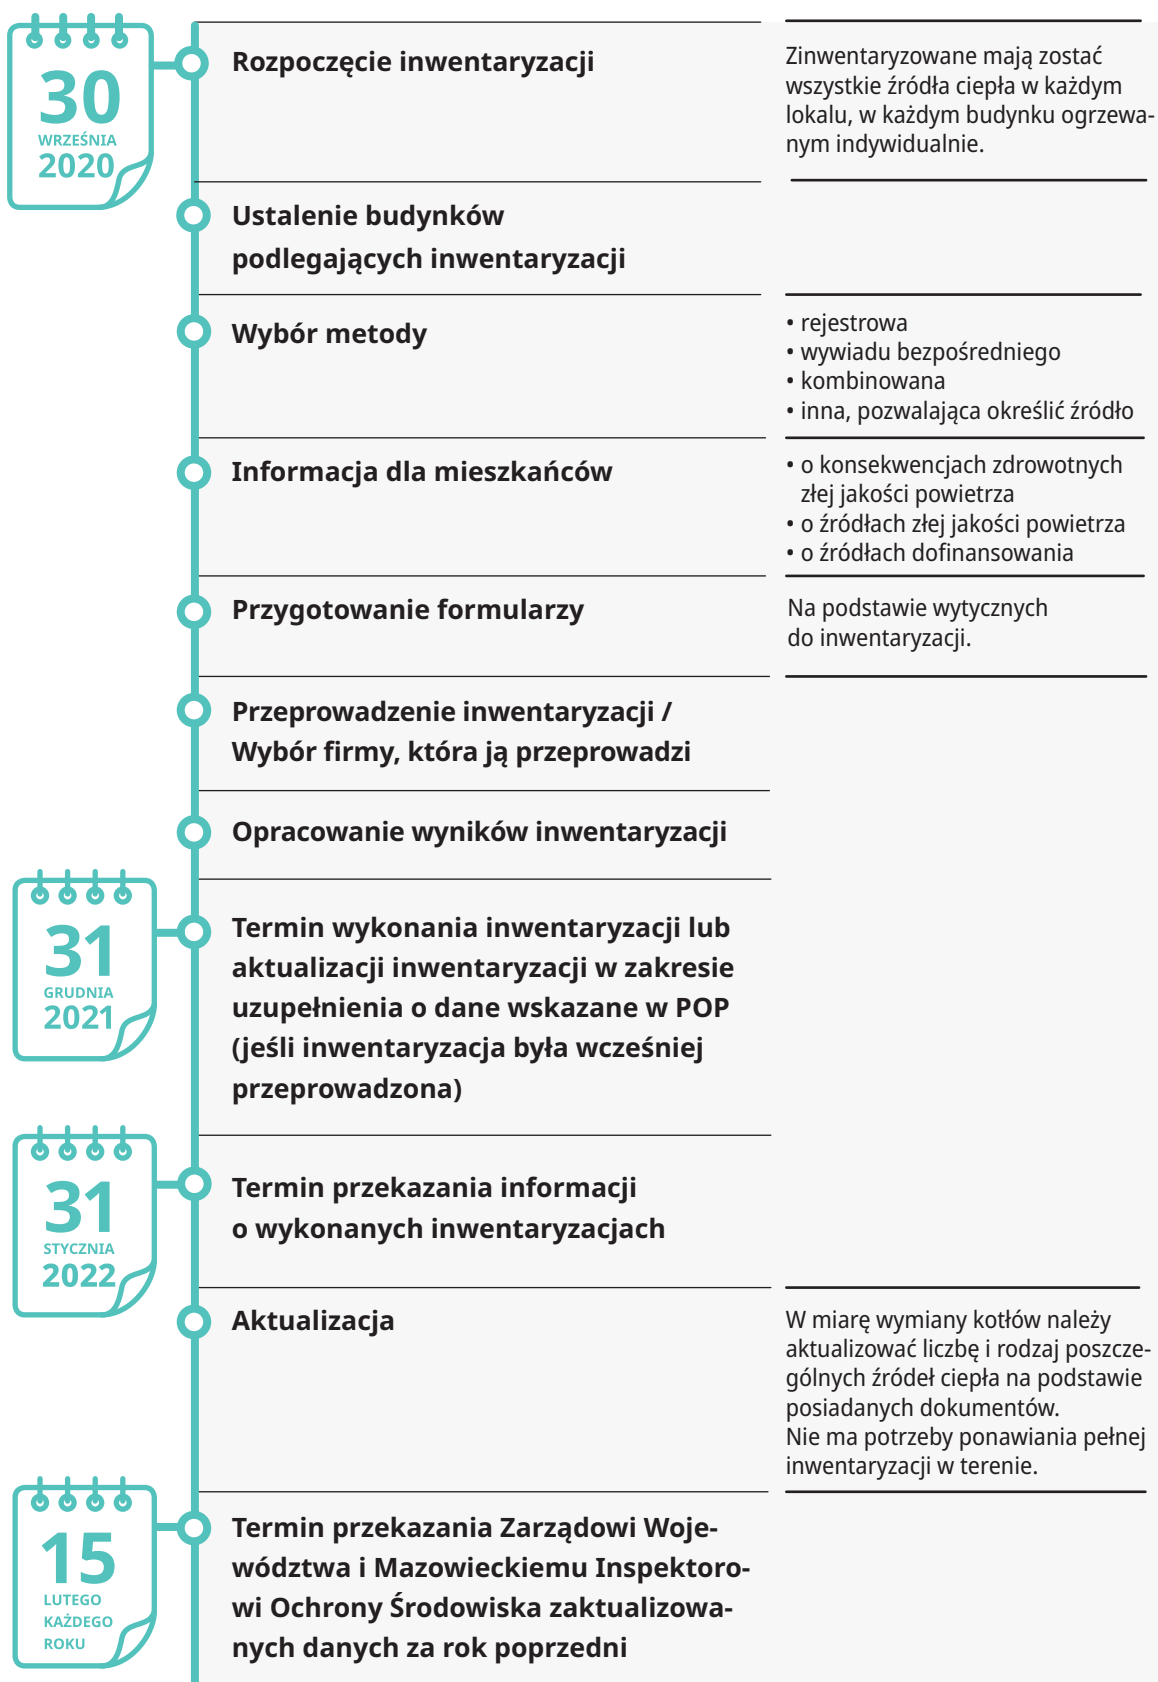 30
WRZEŚNIA
2020
Rozpoczęcie inwentaryzacji
Zinwentaryzowane mają zostać
wszystkie źródła ciepła w każdym
lokalu, w każdym budynku ogrzewa-
nym indywidualnie.
Ustalenie budynków
podlegających inwentaryzacji
Wybór metody
• rejestrowa
• wywiadu bezpośredniego
• kombinowana
• inna, pozwalająca określić źródło
Informacja dla mieszkańców
• o konsekwencjach zdrowotnych
złej jakości powietrza
• o źródłach złej jakości powietrza
• o źródłach dofinansowania
Przygotowanie formularzy
Na podstawie wytycznych
do inwentaryzacji.
Przeprowadzenie inwentaryzacji /
Wybór firmy, która ją przeprowadzi
Opracowanie wyników inwentaryzacji
31
GRUDNIA
2021
Termin wykonania inwentaryzacji lub
aktualizacji inwentaryzacji w zakresie
uzupełnienia o dane wskazane w POP
(jeśli inwentaryzacja była wcześniej
przeprowadzona)
31
STYCZNIA
2022
Termin przekazania informacji
o wykonanych inwentaryzacjach
Aktualizacja
W miarę wymiany kotłów należy
aktualizować liczbę i rodzaj poszcze-
gólnych źródeł ciepła na podstawie
posiadanych dokumentów.
Nie ma potrzeby ponawiania pełnej
inwentaryzacji w terenie.
15
LUTEGO
KAŻDEGO
ROKU
Termin przekazania Zarządowi Woje-
wództwa i Mazowieckiemu Inspektoro-
wi Ochrony Środowiska zaktualizowa-
nych danych za rok poprzedni